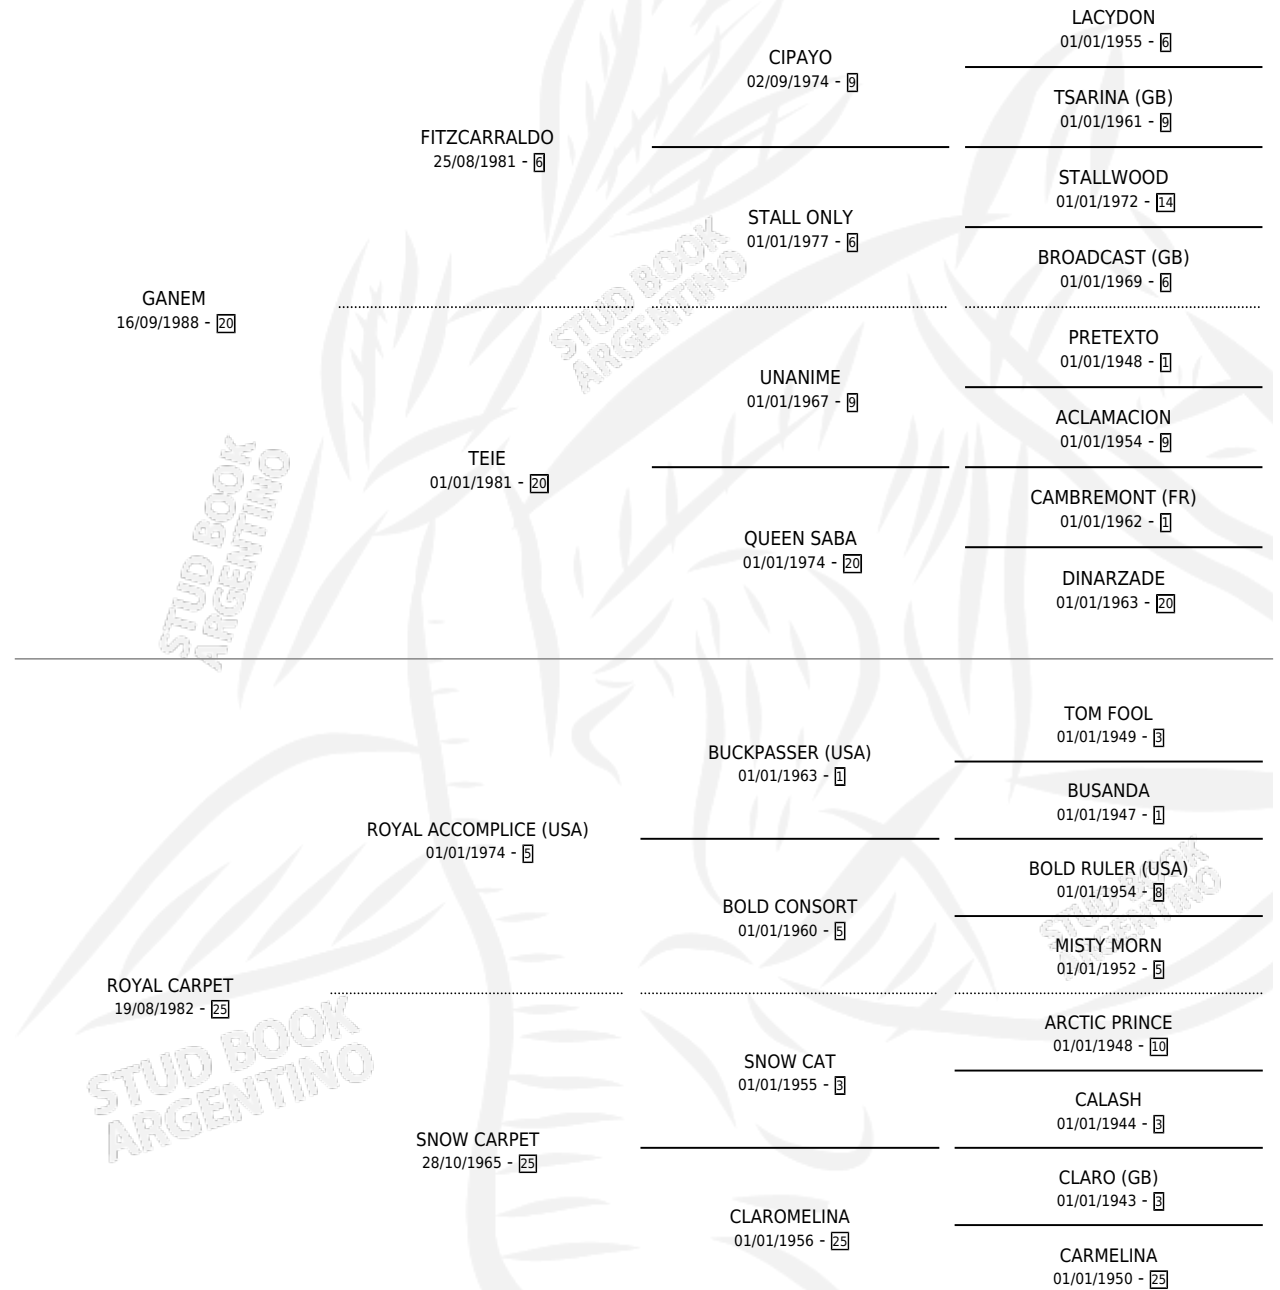 LACYDON
01/01/1955 - 6
CIPAYO
02/09/1974 - 9
TSARINA (GB)
01/01/1961 - 9
FITZCARRALDO
25/08/1981 - 6
STALLWOOD
01/01/1972 - 14
STALL ONLY
01/01/1977 - 6
BROADCAST (GB)
01/01/1969 - 6
GANEM
16/09/1988 - 20
PRETEXTO
01/01/1948 - 1
UNANIME
01/01/1967 - 9
ACLAMACION
01/01/1954 - 9
TEIE
01/01/1981 - 20
CAMBREMONT (FR)
01/01/1962 - 1
QUEEN SABA
01/01/1974 - 20
DINARZADE
01/01/1963 - 20
TOM FOOL
01/01/1949 - 3
BUCKPASSER (USA)
01/01/1963 - 1
BUSANDA
01/01/1947 - 1
ROYAL ACCOMPLICE (USA)
01/01/1974 - 5
BOLD RULER (USA)
01/01/1954 - 8
BOLD CONSORT
01/01/1960 - 5
MISTY MORN
01/01/1952 - 5
ROYAL CARPET
19/08/1982 - 25
ARCTIC PRINCE
01/01/1948 - 10
SNOW CAT
01/01/1955 - 3
CALASH
01/01/1944 - 3
SNOW CARPET
28/10/1965 - 25
CLARO (GB)
01/01/1943 - 3
CLAROMELINA
01/01/1956 - 25
CARMELINA
01/01/1950 - 25
STUD BOOK
ARGENTINO
STUD BOOK
ARGENTINO
STUD BOOK
ARGENTINO
STUD BOOK
ARGENTINO